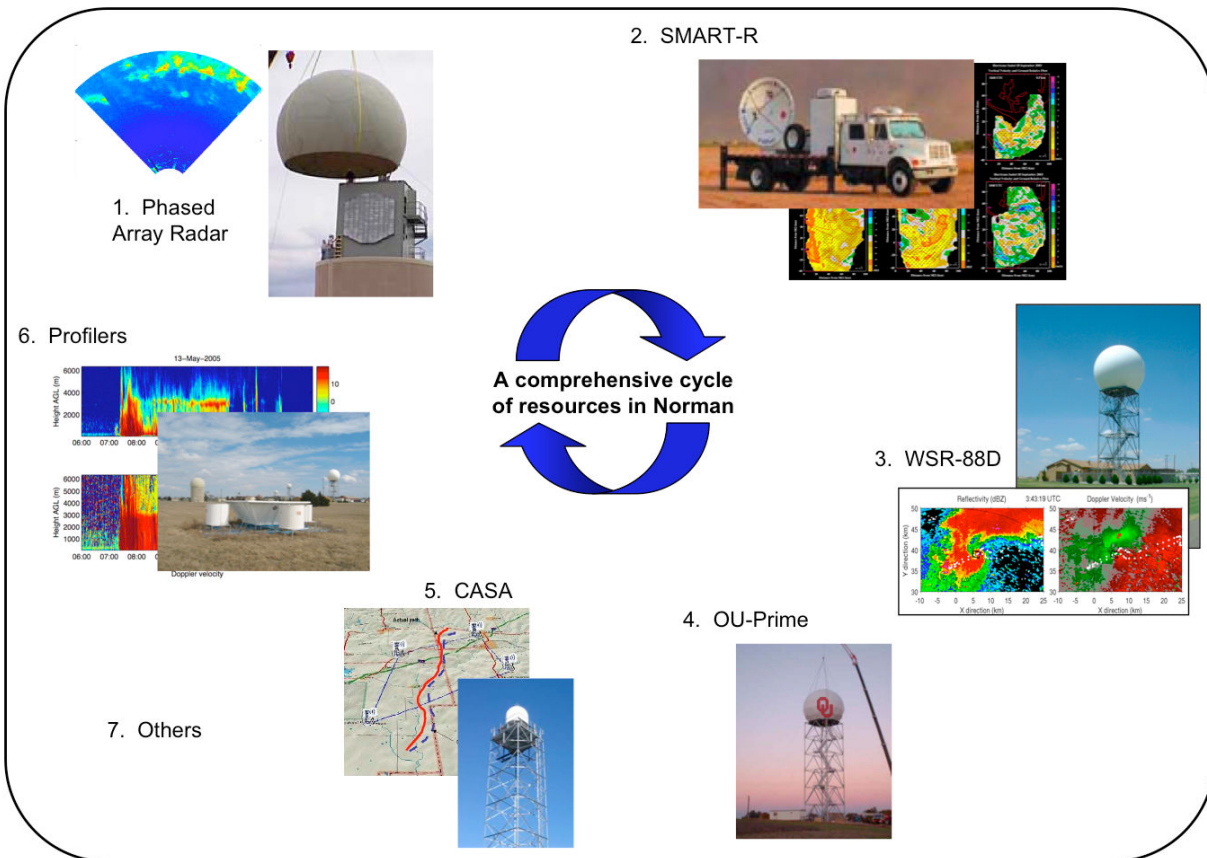 1. Phased
Array Radar
2. SMART-R
6. Profilers
13-May-2005
Height AGL (m)
6000
4000
2000
06:00 07:00 08:00
10
0
Height AGL (m)
6000
5000
4000
3000
2000
1000
06:00 07:00 08:00
Doppler velocity
A comprehensive cycle
of resources in Norman
3. WSR-88D
Reflectivity (dBZ) 3:43:19 UTC Doppler Velocity (ms⁻¹)
Y direction (km)
50
45
40
35
30
-10 -5 0 5 10 15 20 25
X direction (km)
50
45
40
35
30
-10 -5 0 5 10 15 20 25
X direction (km)
5. CASA
Actual path
4. OU-Prime
OU
7. Others